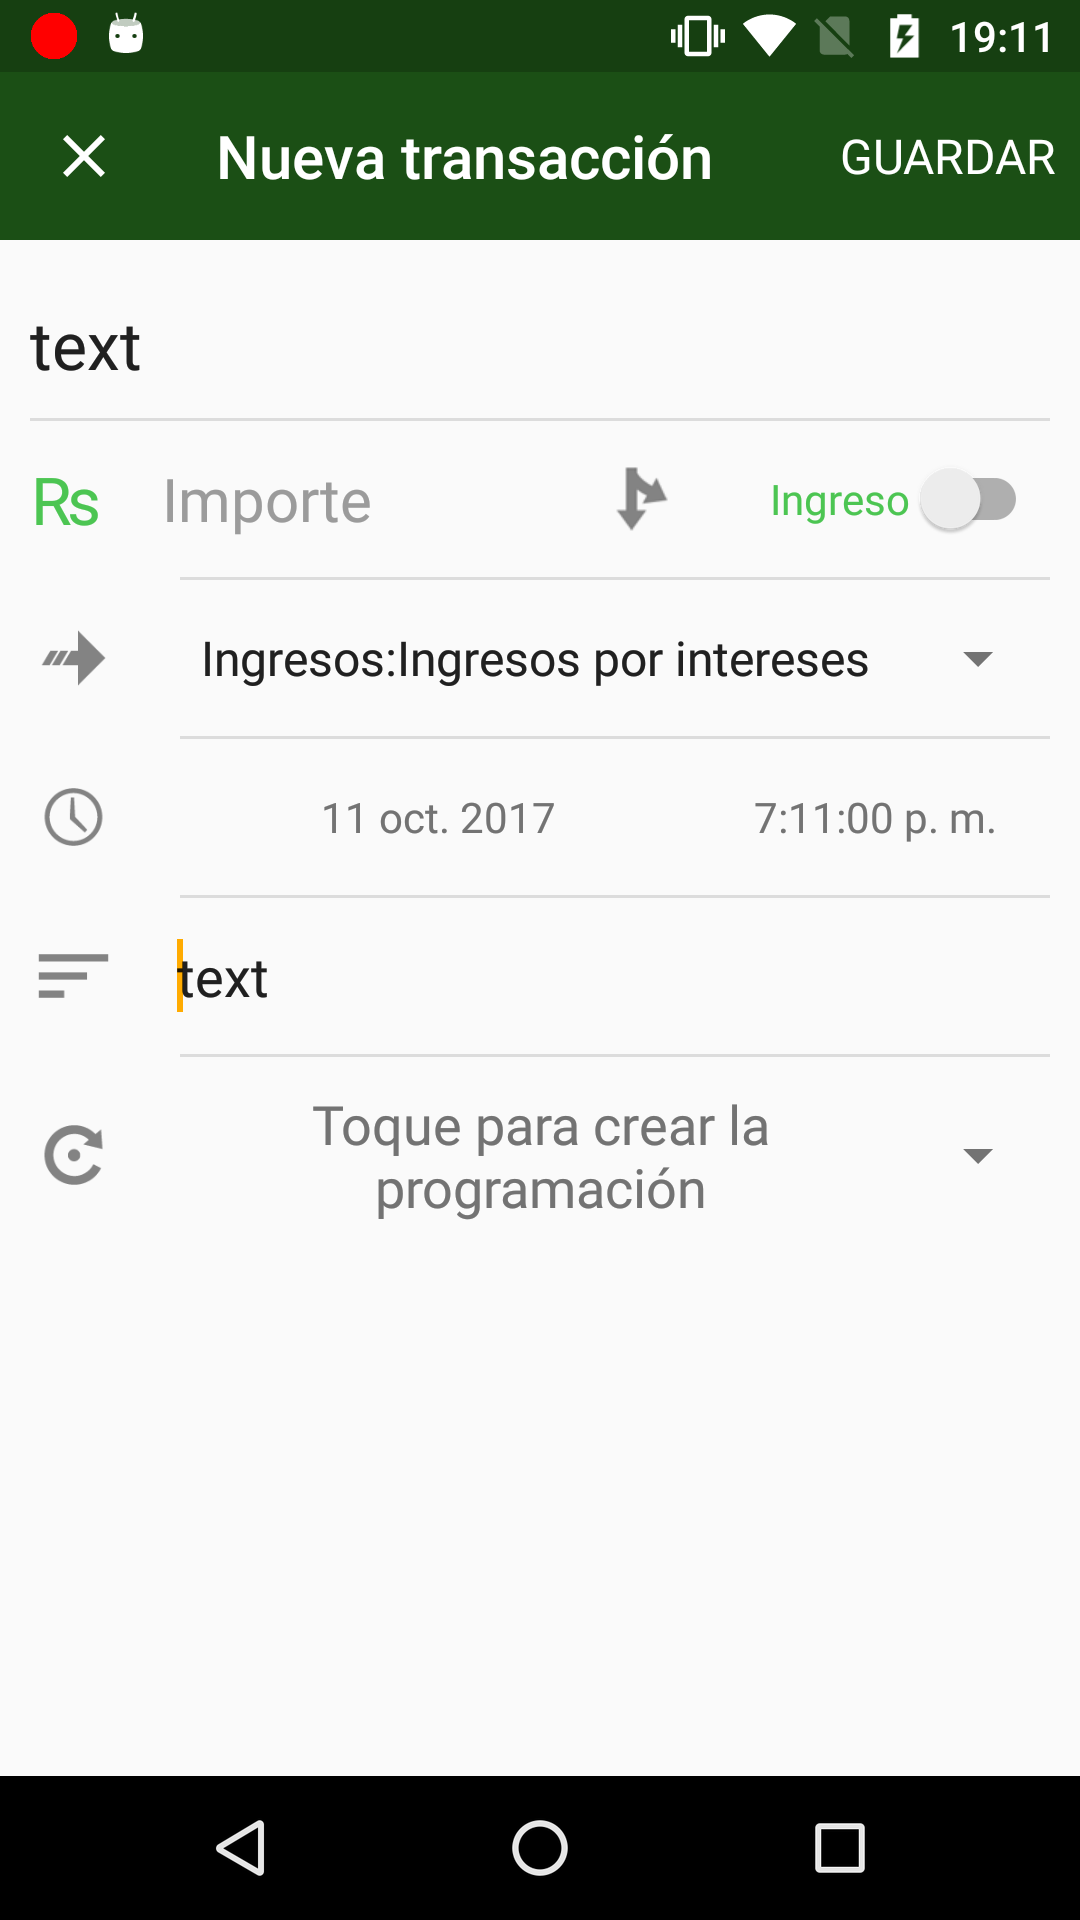 19:11
Nueva transacción GUARDAR
text
Rs Importe Ingreso
Ingresos:Ingresos por intereses
11 oct. 2017 7:11:00 p. m.
text
Toque para crear la
programación